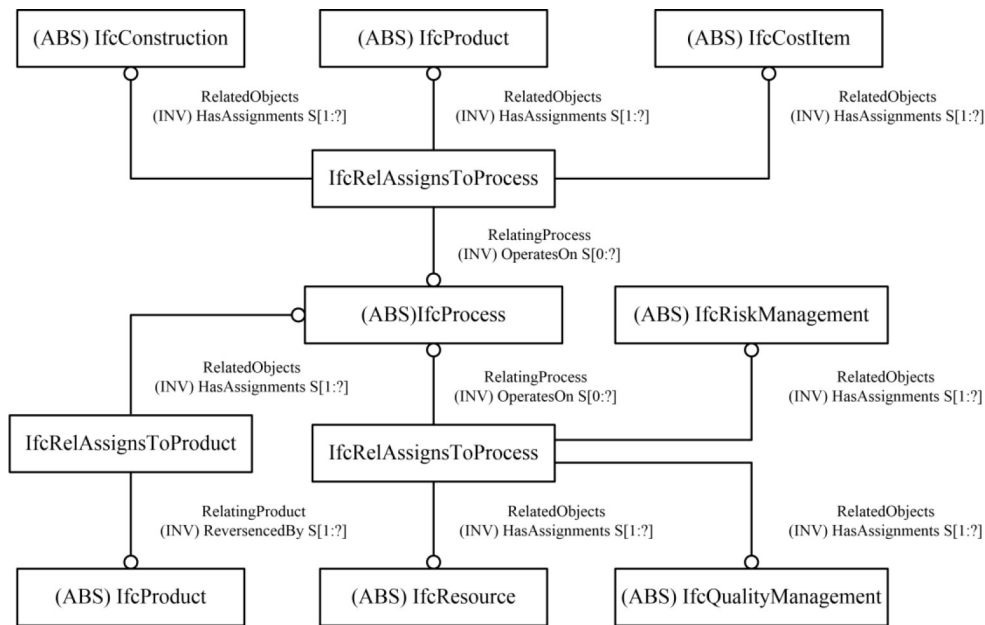 (ABS) IfcConstruction
(ABS) IfcProduct
(ABS) IfcCostItem
RelatedObjects
(INV) HasAssignments S[1:?]
RelatedObjects
(INV) HasAssignments S[1:?]
RelatedObjects
(INV) HasAssignments S[1:?]
IfcRelAssignsToProcess
RelatingProcess
(INV) OperatesOn S[0:?]
(ABS)IfcProcess
(ABS) IfcRiskManagement
RelatedObjects
(INV) HasAssignments S[1:?]
RelatingProcess
(INV) OperatesOn S[0:?]
RelatedObjects
(INV) HasAssignments S[1:?]
IfcRelAssignsToProduct
IfcRelAssignsToProcess
RelatingProduct
(INV) ReversencedBy S[1:?]
RelatedObjects
(INV) HasAssignments S[1:?]
RelatedObjects
(INV) HasAssignments S[1:?]
(ABS) IfcProduct
(ABS) IfcResource
(ABS) IfcQualityManagement